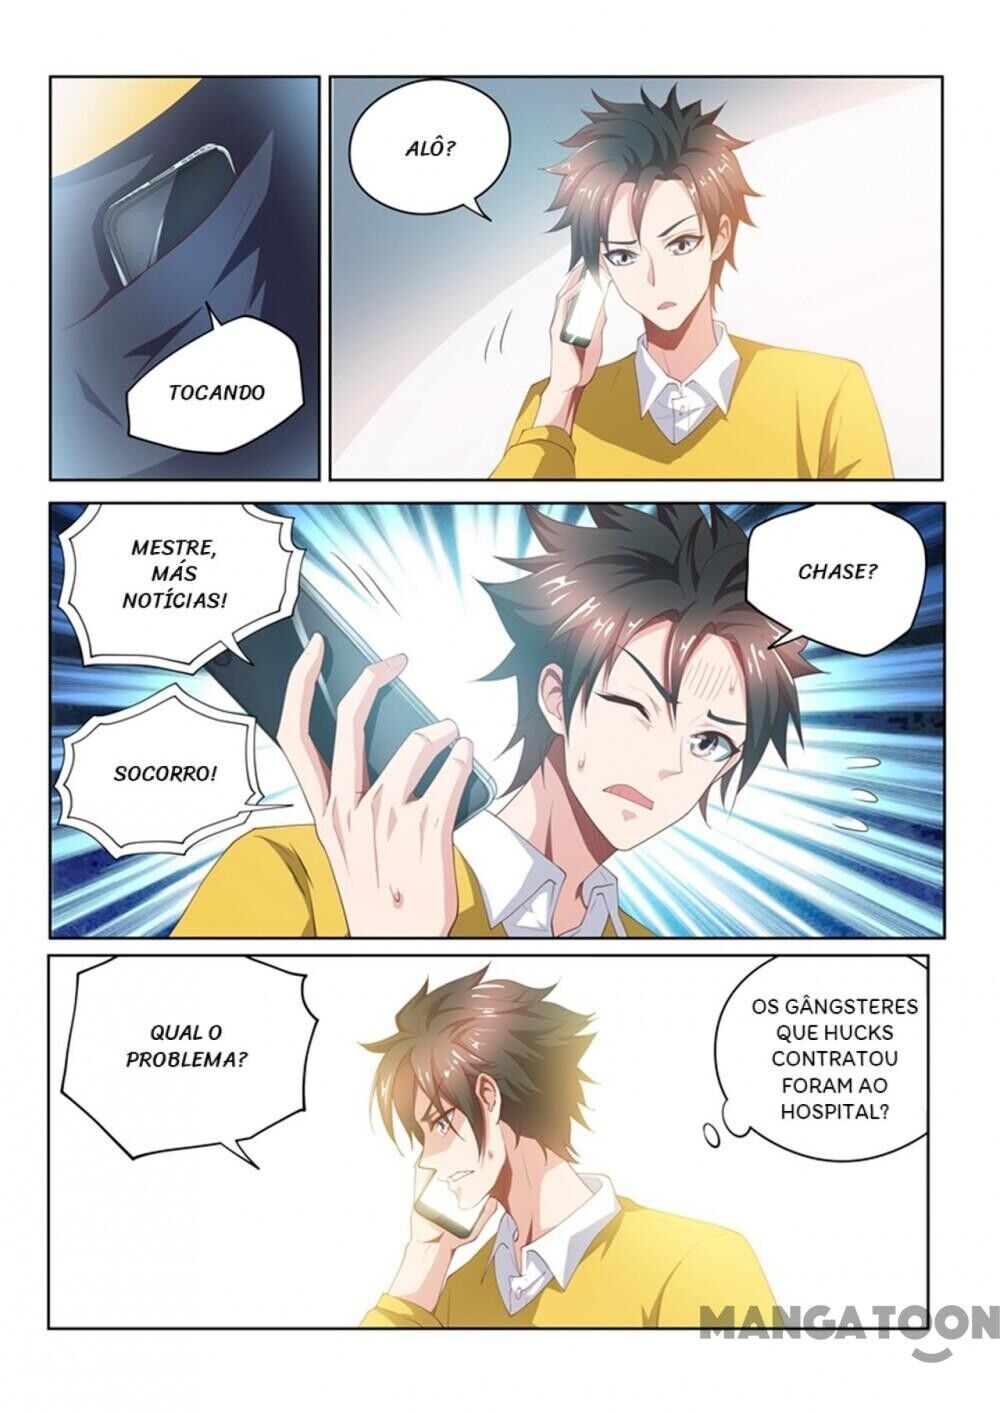 TOCANDO
ALÔ?
MESTRE,
MÁS
NOTÍCIAS!
CHASE?
SOCORRO!
QUAL O
PROBLEMA?
OS GÂNGSTERES
QUE HUCKS
CONTRATOU
FORAM AO
HOSPITAL?
MANGATOON